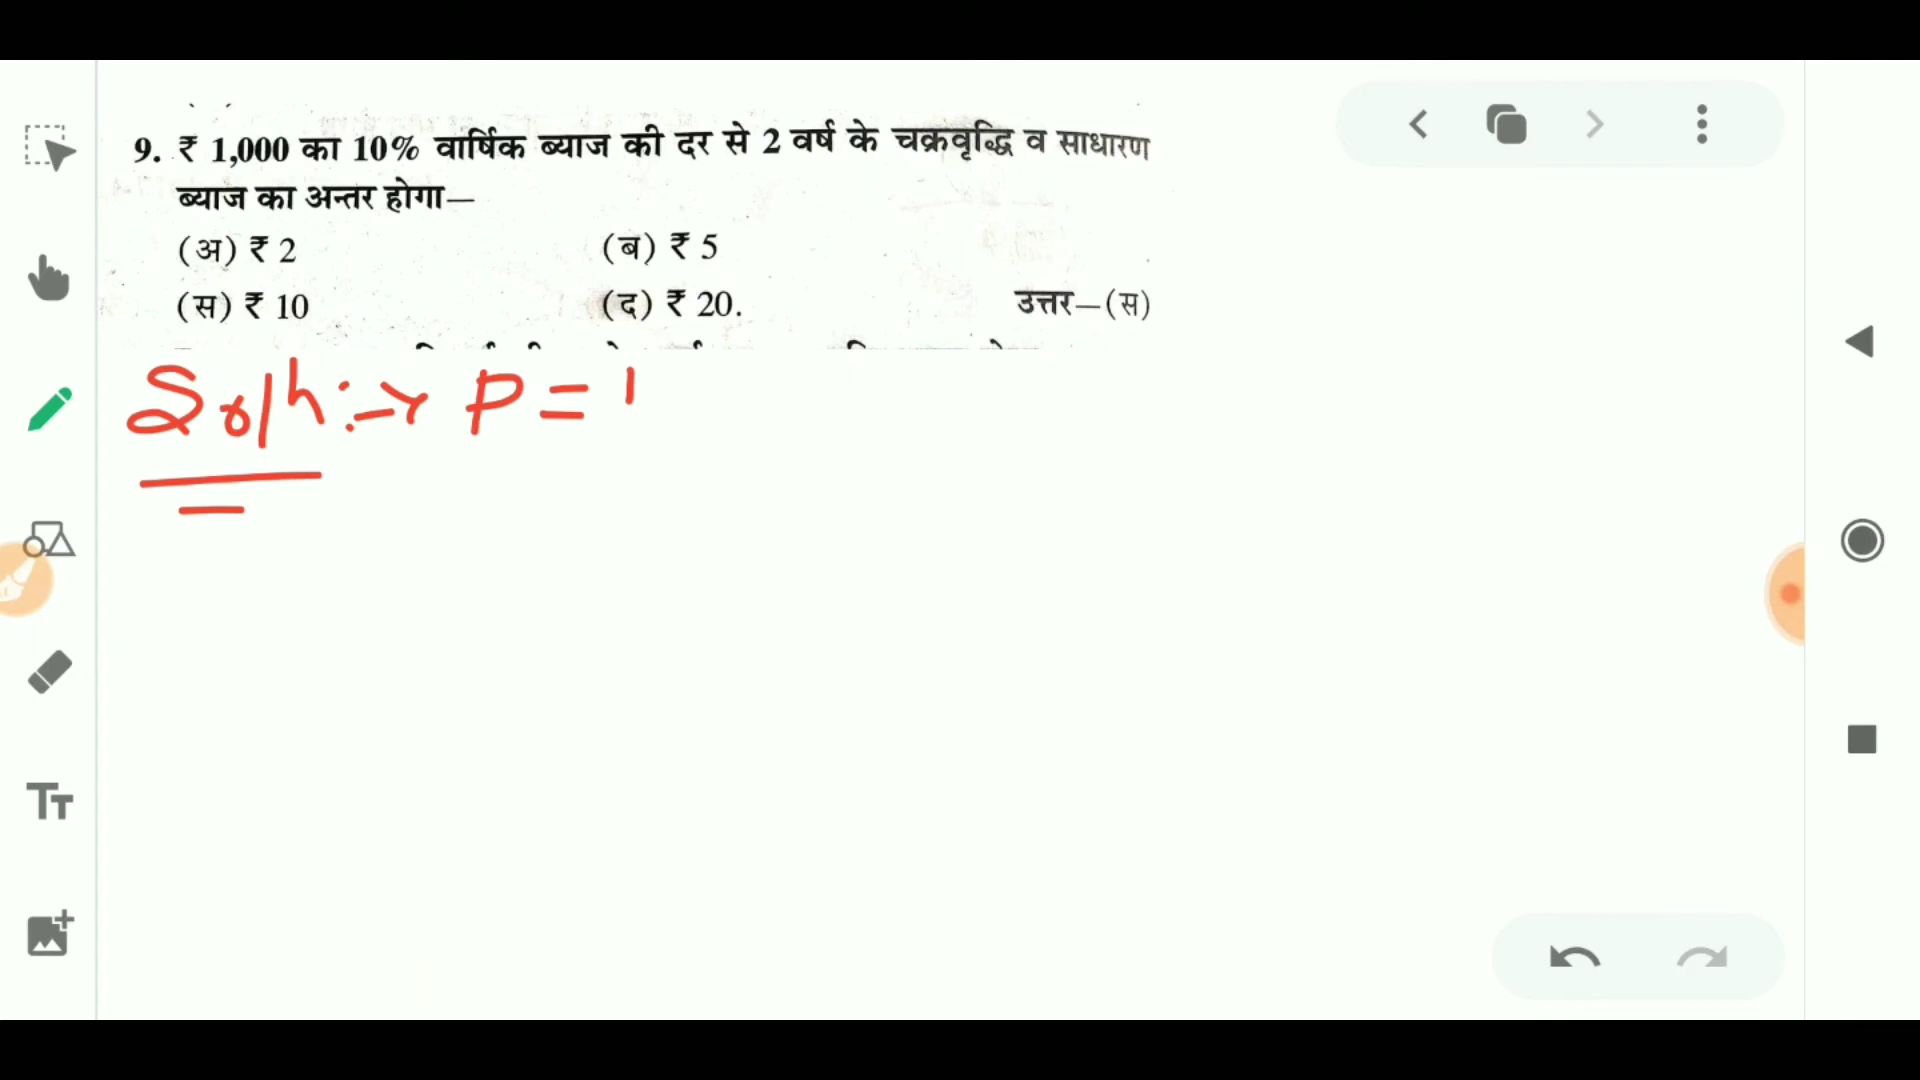 9. ₹ 1,000 का 10% वार्षिक ब्याज की दर से 2 वर्ष के चक्रवृद्धि व साधारण
ब्याज का अन्तर होगा—
(अ) ₹ 2 (ब) ₹ 5
(स) ₹ 10 (द) ₹ 20. उत्तर—(स)
Soln :→ P = 1
Tт